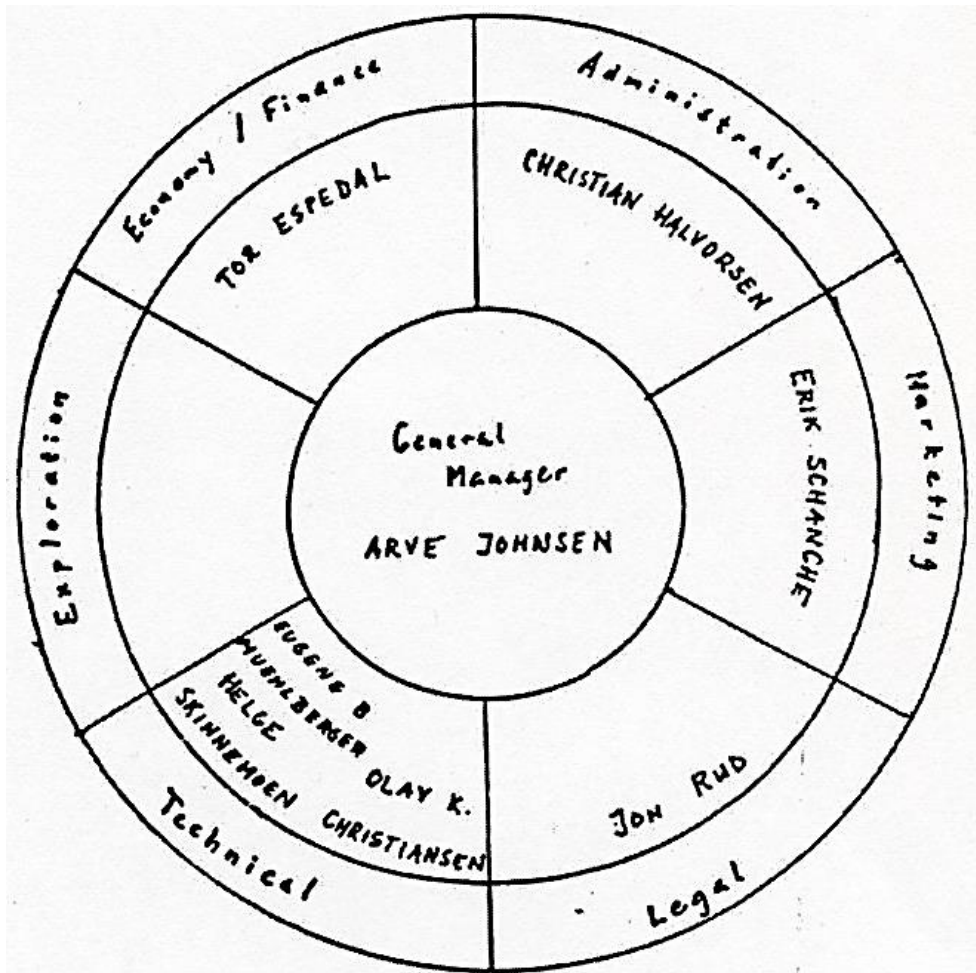 Economy / Finance
TOR ESPEDAL
Administration
CHRISTIAN HALVORSEN
Marketing
ERIK SCHANCHE
Legal
JON RUD
Technical
EUGENE B
MUEHLBERGER
HELGE
SKINNEMOEN
OLAV K.
CHRISTIANSEN
Exploration
General
Manager
ARVE JOHNSEN